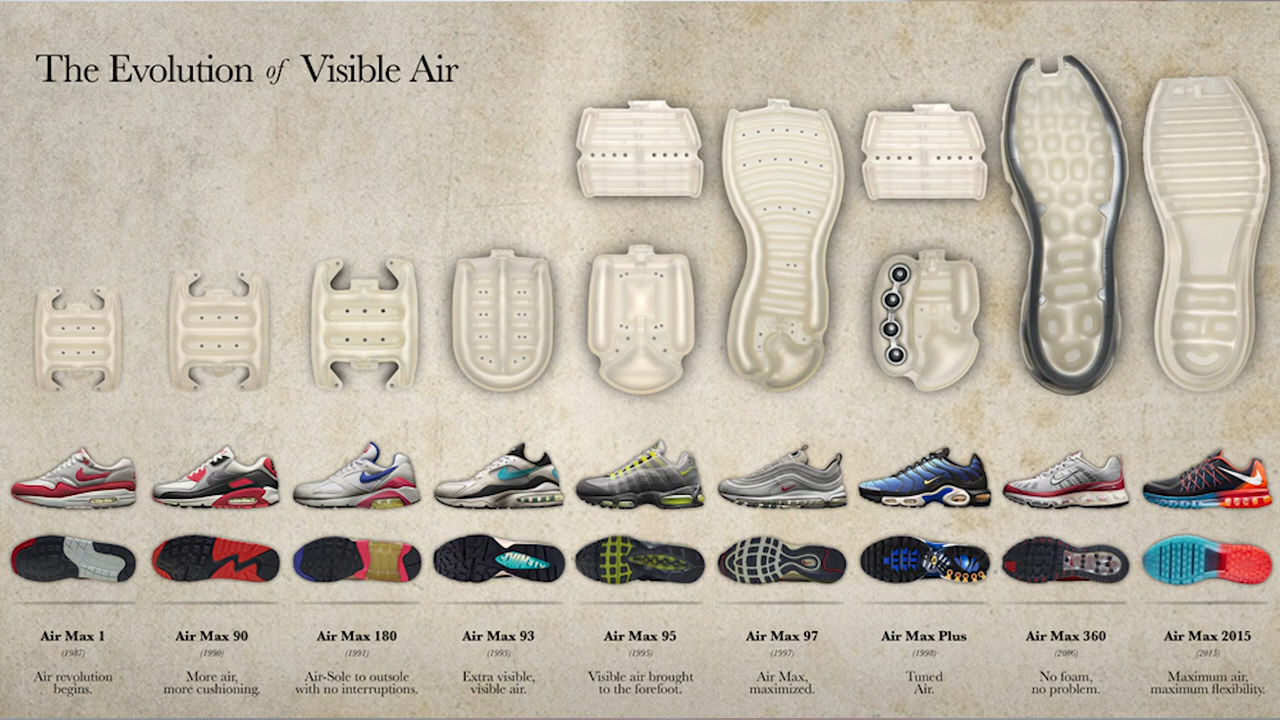 The Evolution of Visible Air
Air Max 1
(1987)
Air revolution
begins.
Air Max 90
(1990)
More air,
more cushioning.
Air Max 180
(1991)
Air-Sole to outsole
with no interruptions.
Air Max 93
(1993)
Extra visible,
visible air.
Air Max 95
(1995)
Visible air brought
to the forefoot.
Air Max 97
(1997)
Air Max,
maximized.
Air Max Plus
(1998)
Tuned
Air.
Air Max 360
(2006)
No foam,
no problem.
Air Max 2015
(2015)
Maximum air,
maximum flexibility.